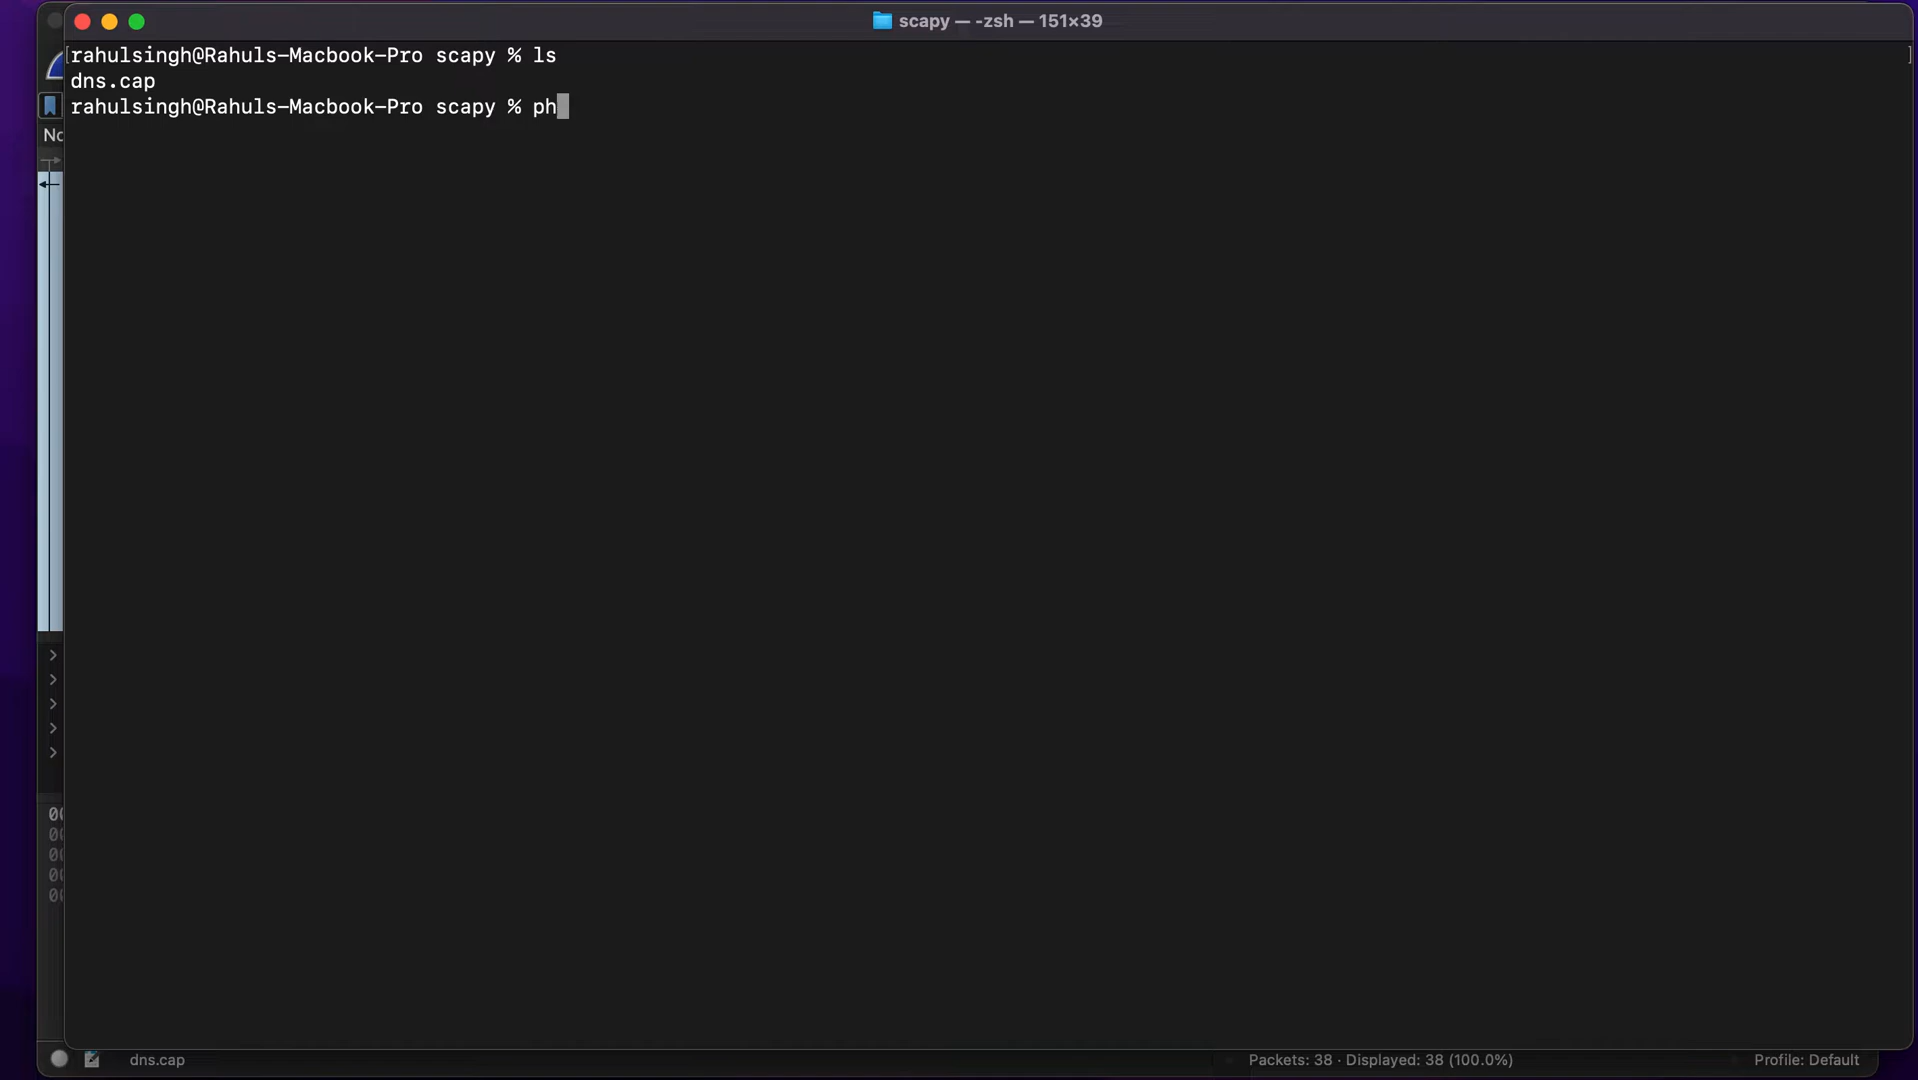 scapy — -zsh — 151×39
rahulsingh@Rahuls-Macbook-Pro scapy % ls
dns.cap
rahulsingh@Rahuls-Macbook-Pro scapy % ph
No
dns.cap
Packets: 38 · Displayed: 38 (100.0%)
Profile: Default